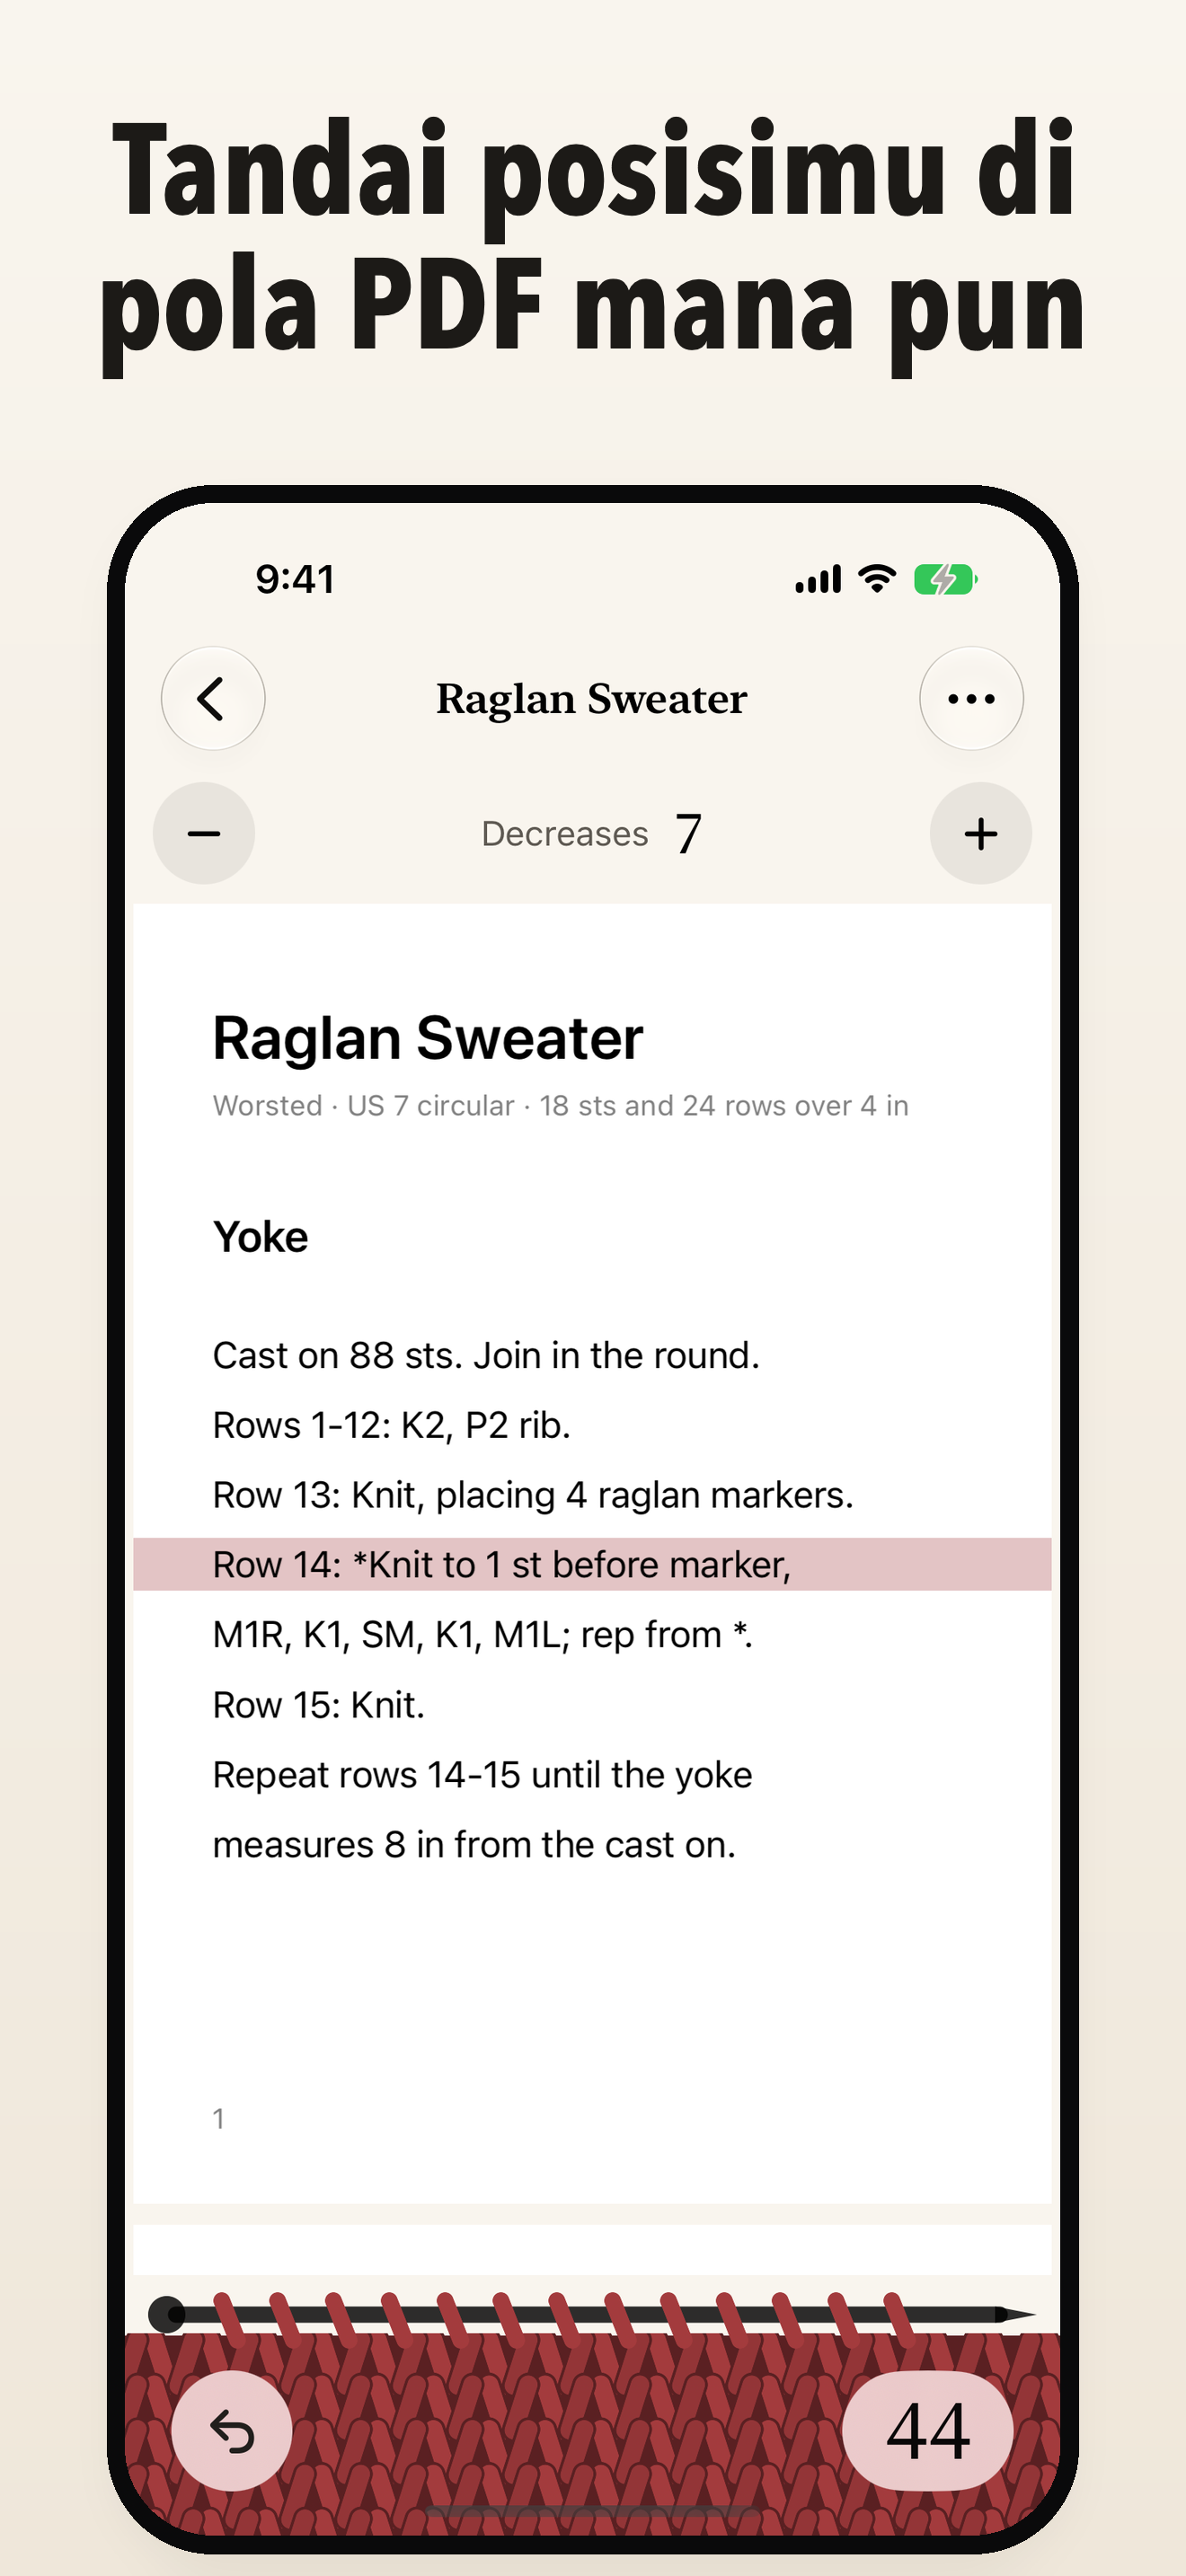 Tandai posisimu di
pola PDF mana pun
9:41
Raglan Sweater
Decreases 7
Raglan Sweater
Worsted · US 7 circular · 18 sts and 24 rows over 4 in
Yoke
Cast on 88 sts. Join in the round.
Rows 1-12: K2, P2 rib.
Row 13: Knit, placing 4 raglan markers.
Row 14: *Knit to 1 st before marker,
M1R, K1, SM, K1, M1L; rep from *.
Row 15: Knit.
Repeat rows 14-15 until the yoke
measures 8 in from the cast on.
1
44